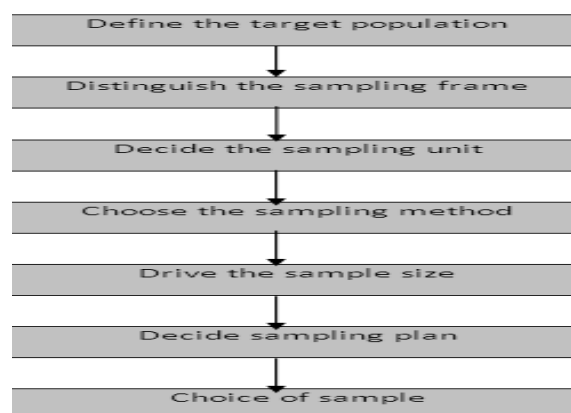 Define the target population
Distinguish the sampling frame
Decide the sampling unit
Choose the sampling method
Drive the sample size
Decide sampling plan
Choice of sample